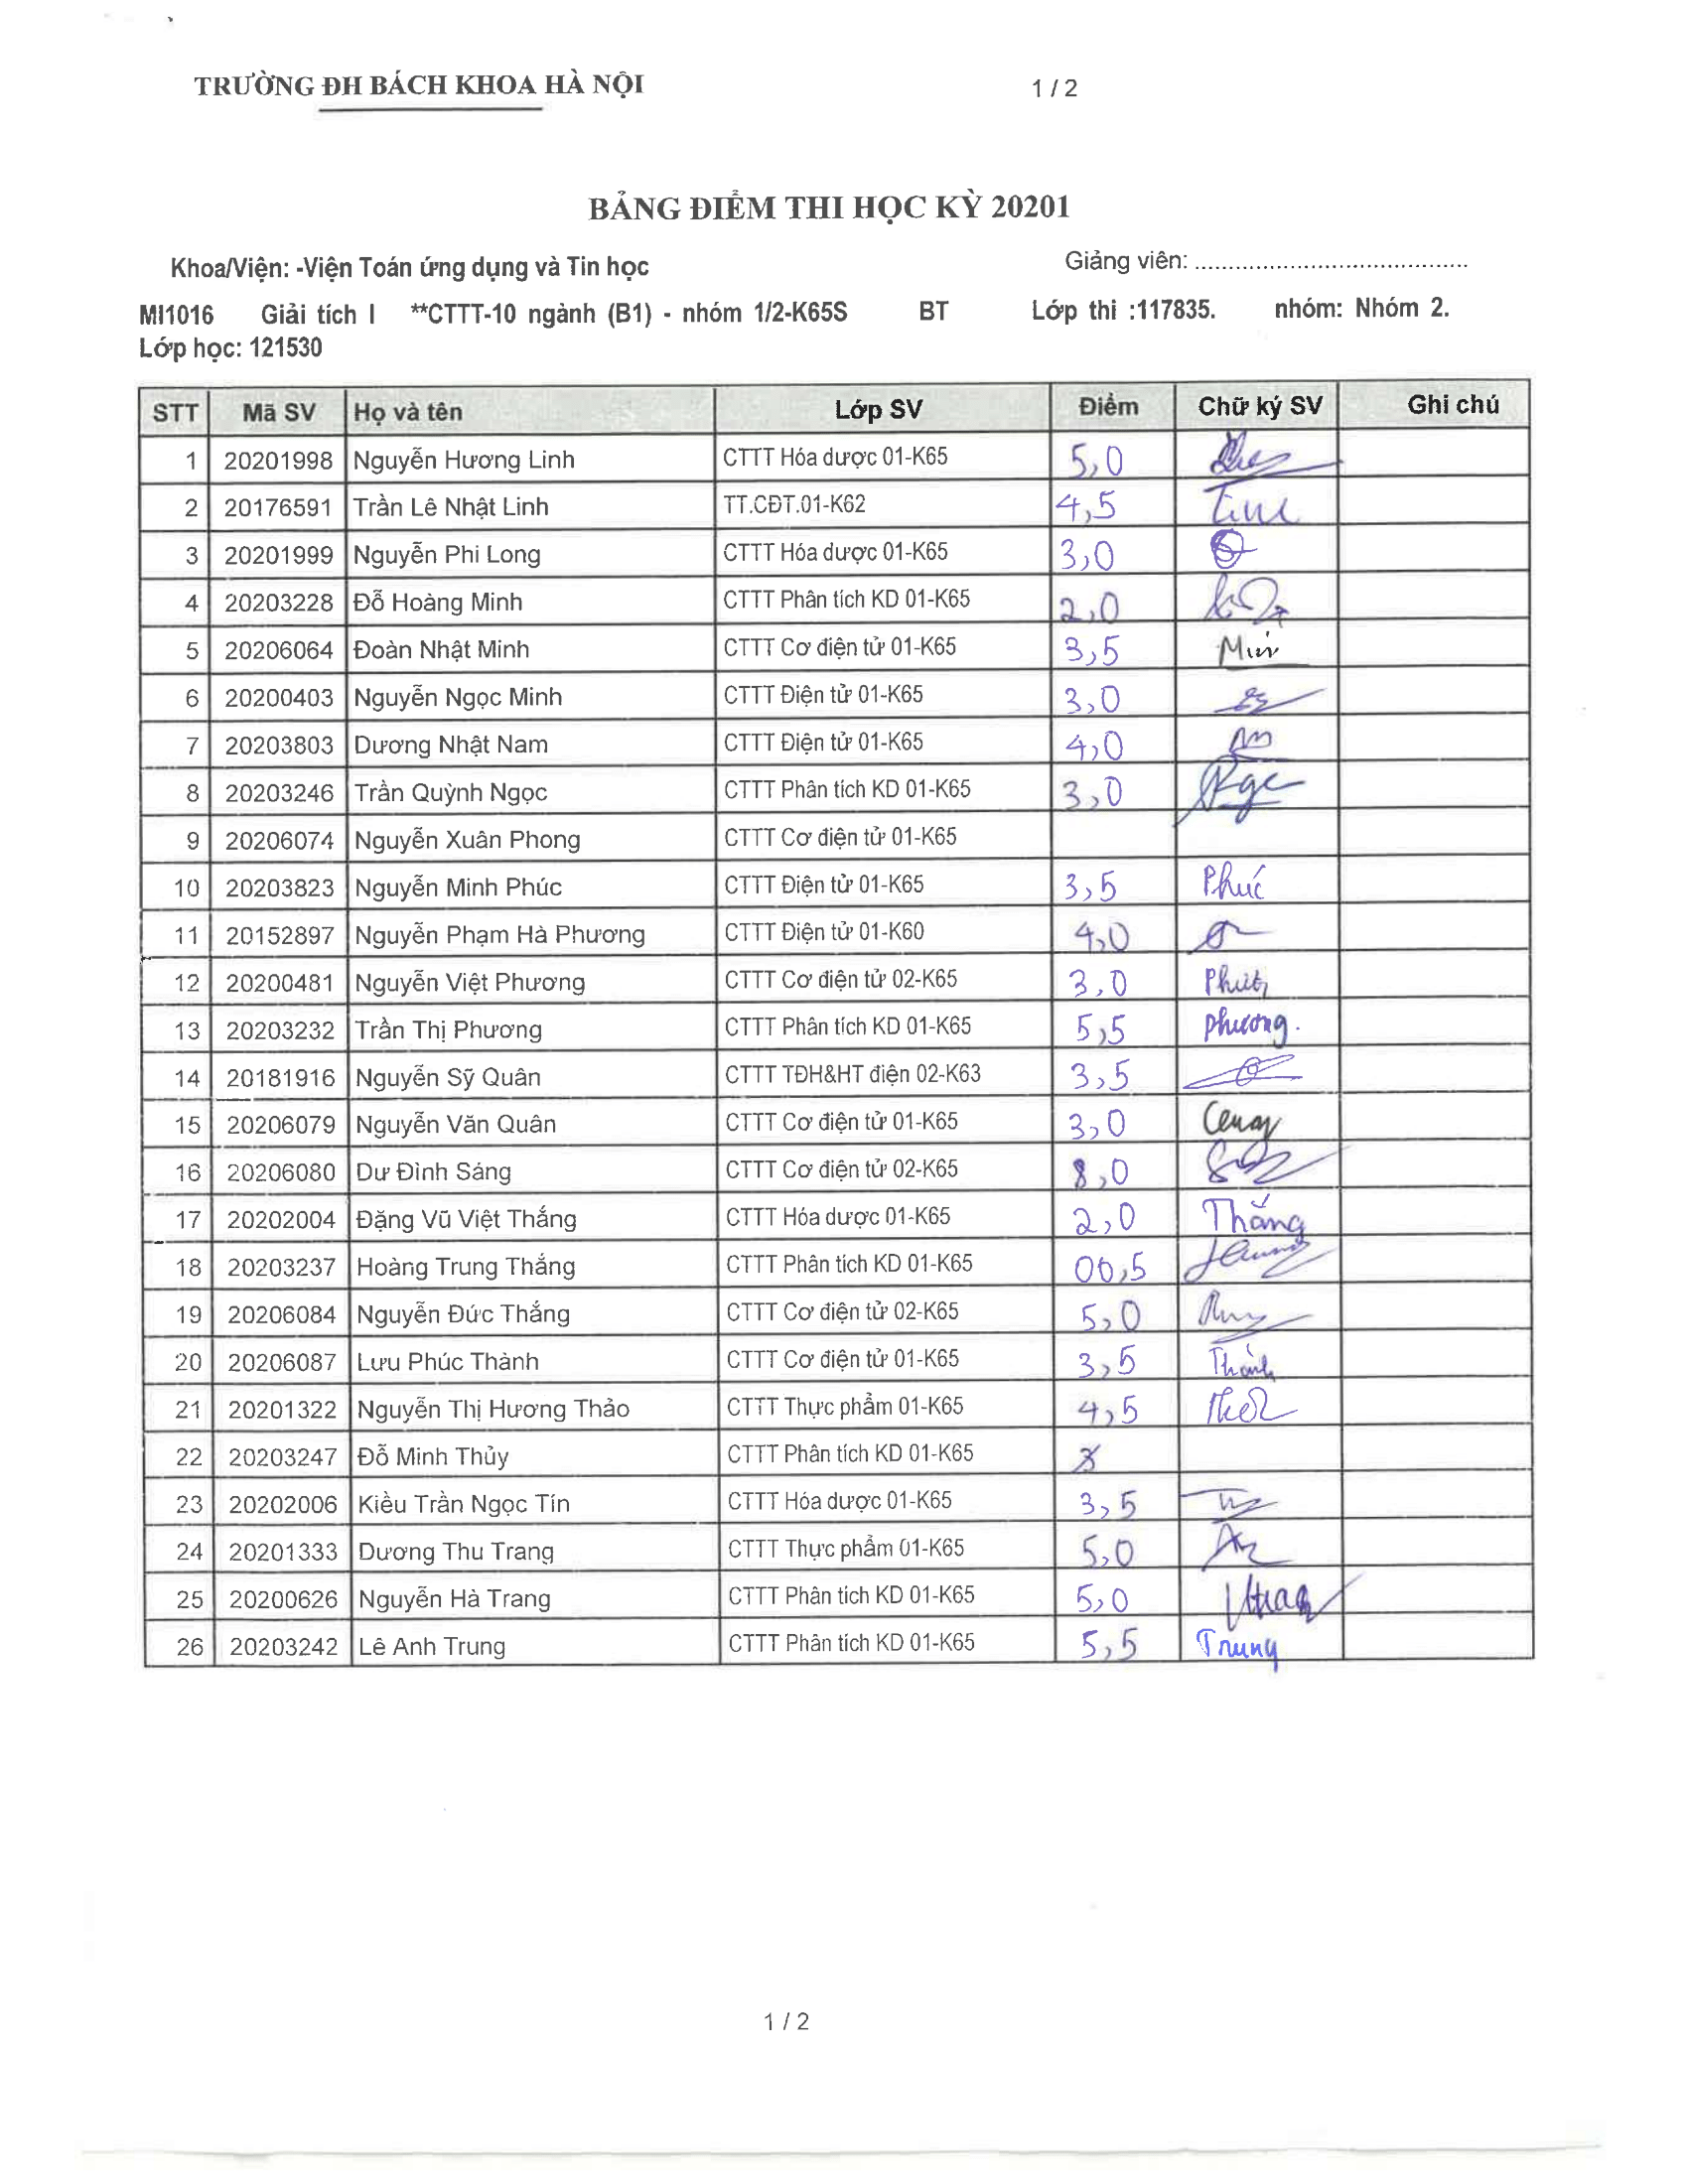 TRƯỜNG ĐH BÁCH KHOA HÀ NỘI 1 / 2
BẢNG ĐIỂM THI HỌC KỲ 20201
Khoa/Viện: -Viện Toán ứng dụng và Tin học Giảng viên: ........................................
MI1016 Giải tích I **CTTT-10 ngành (B1) - nhóm 1/2-K65S BT Lớp thi :117835. nhóm: Nhóm 2.
Lớp học: 121530
STT Mã SV Họ và tên Lớp SV Điểm Chữ ký SV Ghi chú
1 20201998 Nguyễn Hương Linh CTTT Hóa dược 01-K65 5,0
2 20176591 Trần Lê Nhật Linh TT.CĐT.01-K62 4,5
3 20201999 Nguyễn Phi Long CTTT Hóa dược 01-K65 3,0
4 20203228 Đỗ Hoàng Minh CTTT Phân tích KD 01-K65 2,0
5 20206064 Đoàn Nhật Minh CTTT Cơ điện tử 01-K65 3,5
6 20200403 Nguyễn Ngọc Minh CTTT Điện tử 01-K65 3,0
7 20203803 Dương Nhật Nam CTTT Điện tử 01-K65 4,0
8 20203246 Trần Quỳnh Ngọc CTTT Phân tích KD 01-K65 3,0
9 20206074 Nguyễn Xuân Phong CTTT Cơ điện tử 01-K65
10 20203823 Nguyễn Minh Phúc CTTT Điện tử 01-K65 3,5 Phúc
11 20152897 Nguyễn Phạm Hà Phương CTTT Điện tử 01-K60 4,0
12 20200481 Nguyễn Việt Phương CTTT Cơ điện tử 02-K65 3,0
13 20203232 Trần Thị Phương CTTT Phân tích KD 01-K65 5,5 phương.
14 20181916 Nguyễn Sỹ Quân CTTT TĐH&HT điện 02-K63 3,5
15 20206079 Nguyễn Văn Quân CTTT Cơ điện tử 01-K65 3,0
16 20206080 Dư Đình Sáng CTTT Cơ điện tử 02-K65 8,0
17 20202004 Đặng Vũ Việt Thắng CTTT Hóa dược 01-K65 2,0 Thắng
18 20203237 Hoàng Trung Thắng CTTT Phân tích KD 01-K65 00,5
19 20206084 Nguyễn Đức Thắng CTTT Cơ điện tử 02-K65 5,0
20 20206087 Lưu Phúc Thành CTTT Cơ điện tử 01-K65 3,5 Thành
21 20201322 Nguyễn Thị Hương Thảo CTTT Thực phẩm 01-K65 4,5
22 20203247 Đỗ Minh Thủy CTTT Phân tích KD 01-K65
23 20202006 Kiều Trần Ngọc Tín CTTT Hóa dược 01-K65 3,5
24 20201333 Dương Thu Trang CTTT Thực phẩm 01-K65 5,0
25 20200626 Nguyễn Hà Trang CTTT Phân tích KD 01-K65 5,0
26 20203242 Lê Anh Trung CTTT Phân tích KD 01-K65 5,5 Trung
1 / 2